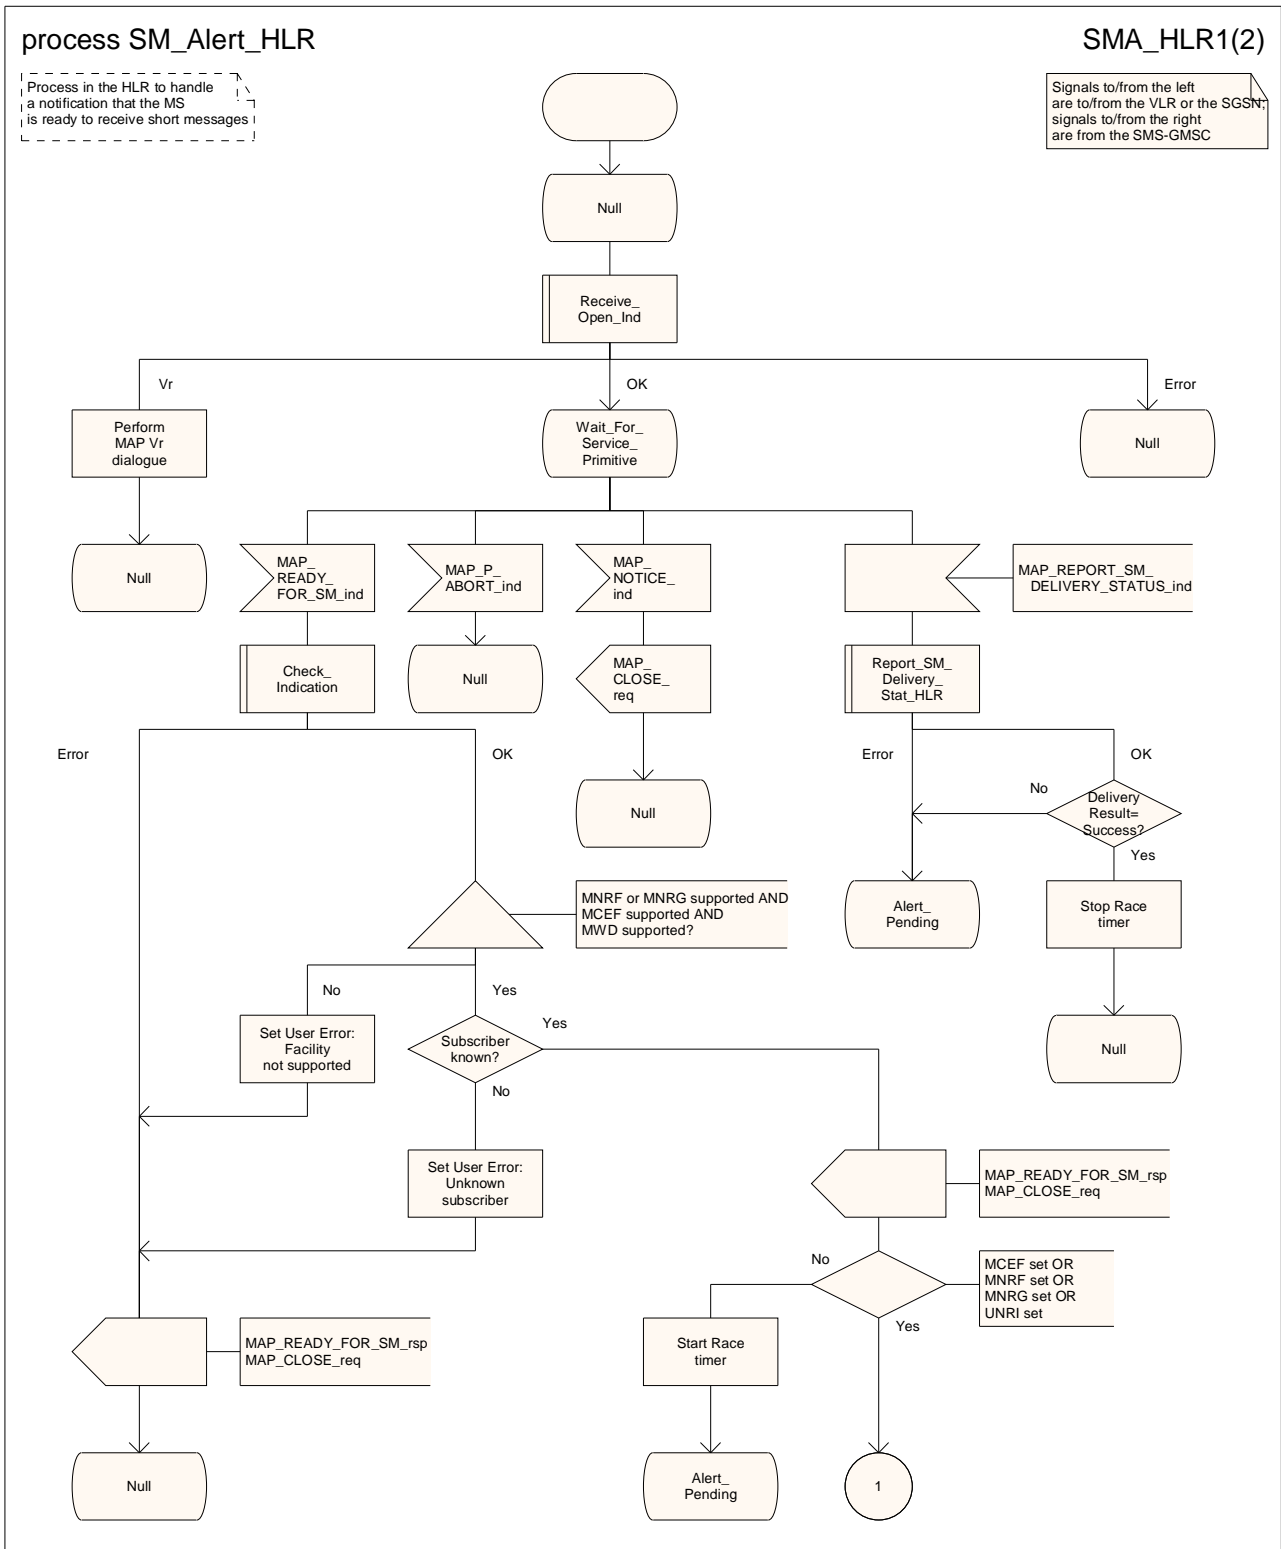 process SM_Alert_HLR
SMA_HLR1(2)
Process in the HLR to handle
a notification that the MS
is ready to receive short messages
Signals to/from the left
are to/from the VLR or the SGSN;
signals to/from the right
are from the SMS-GMSC
Null
Receive_
Open_Ind
Vr
OK
Error
Perform
MAP Vr
dialogue
Wait_For_
Service_
Primitive
Null
Null
MAP_
READY_
FOR_SM_ind
MAP_P_
ABORT_ind
MAP_
NOTICE_
ind
MAP_REPORT_SM_
DELIVERY_STATUS_ind
Check_
Indication
Null
MAP_
CLOSE_
req
Report_SM_
Delivery_
Stat_HLR
Error
OK
Error
OK
Null
No
Delivery
Result=
Success?
Yes
MNRF or MNRG supported AND
MCEF supported AND
MWD supported?
Alert_
Pending
Stop Race
timer
No
Yes
Set User Error:
Facility
not supported
Subscriber
known?
Yes
No
Null
Set User Error:
Unknown
subscriber
MAP_READY_FOR_SM_rsp
MAP_CLOSE_req
No
MCEF set OR
MNRF set OR
MNRG set OR
UNRI set
Yes
MAP_READY_FOR_SM_rsp
MAP_CLOSE_req
Start Race
timer
Null
Alert_
Pending
1